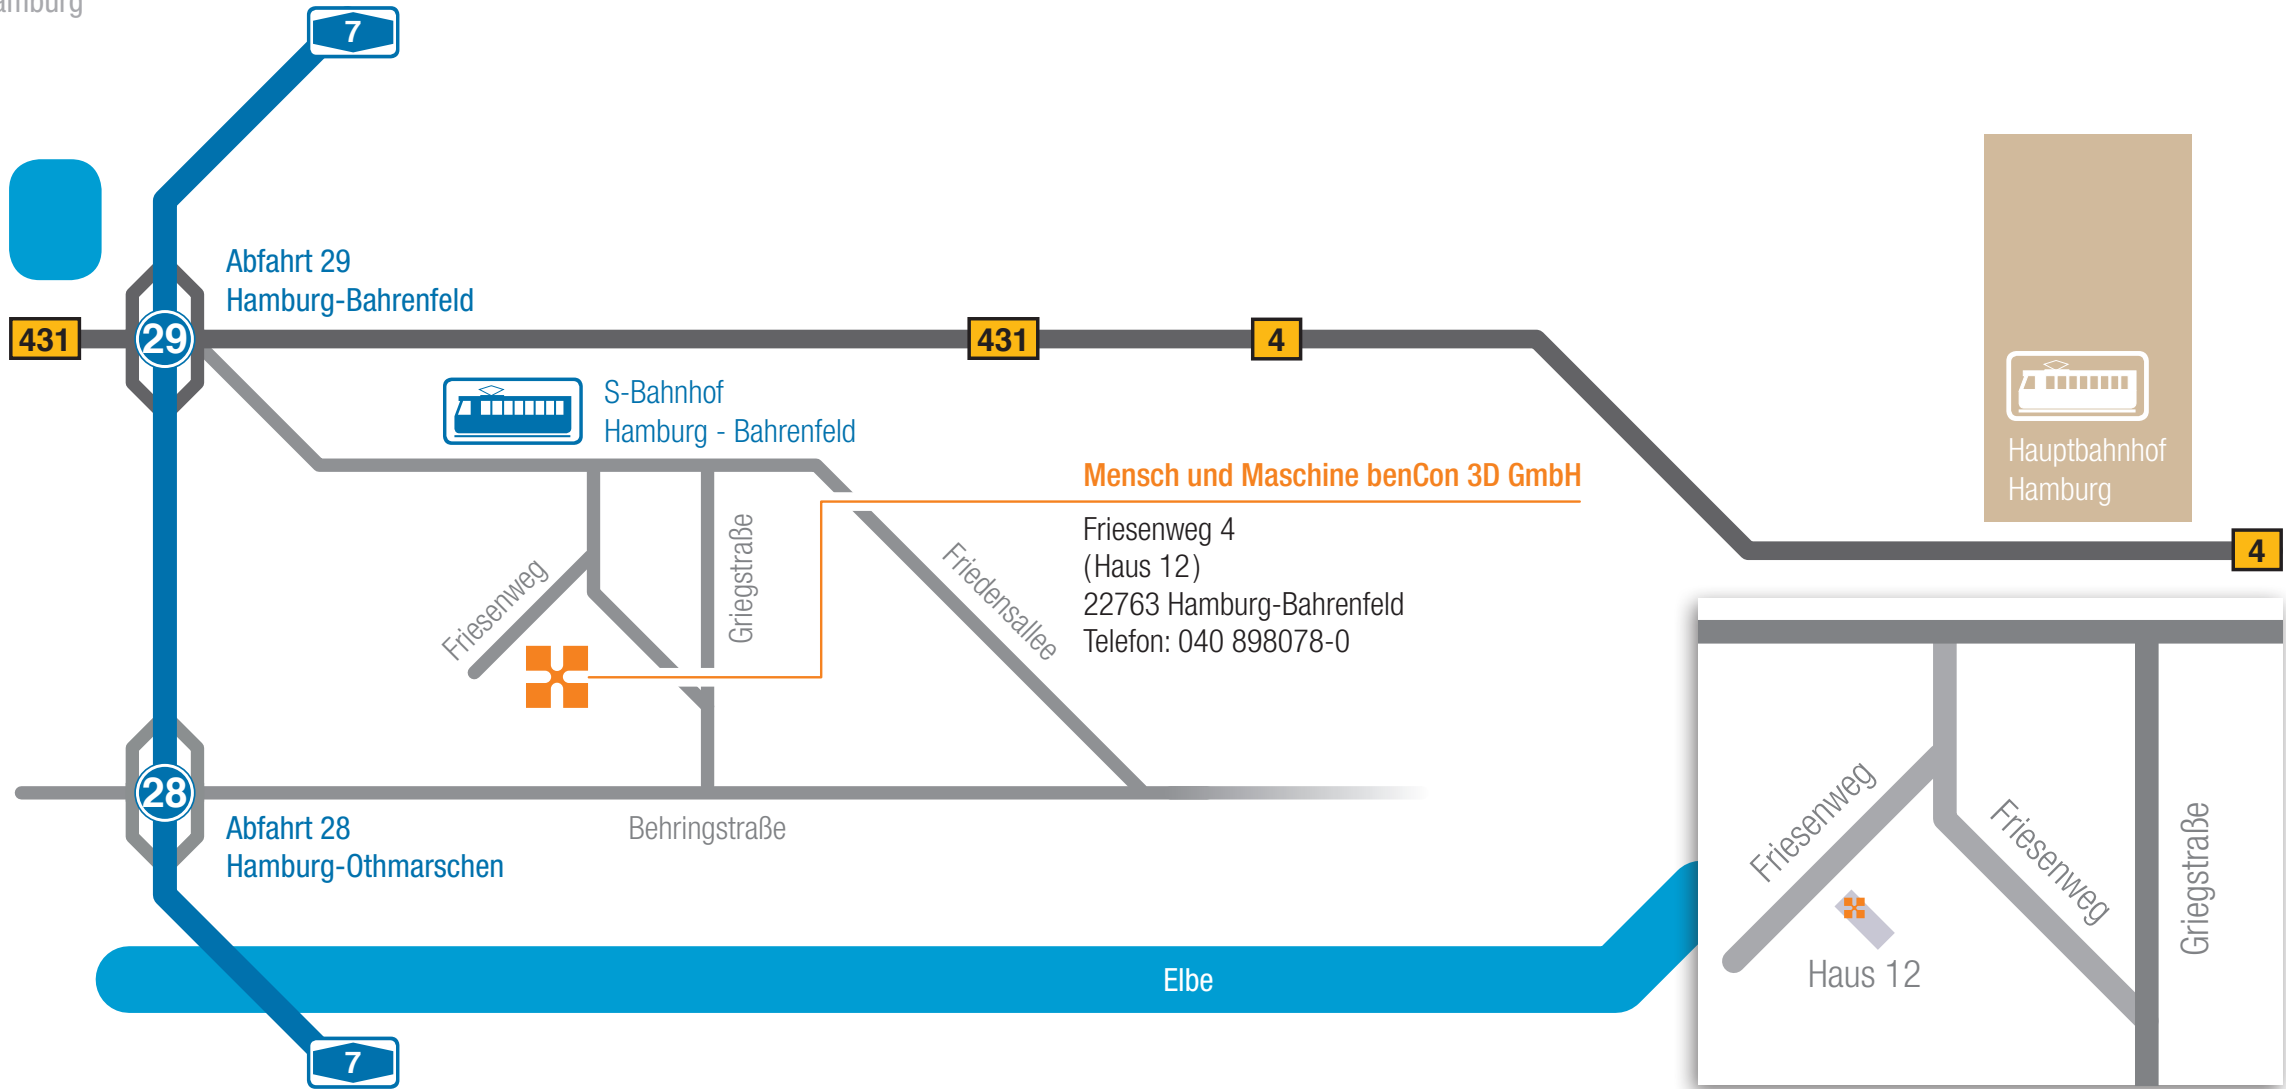 7
Abfahrt 29
Hamburg-Bahrenfeld
431
29
431
4
S-Bahnhof
Hamburg - Bahrenfeld
Hauptbahnhof
Hamburg
Mensch und Maschine benCon 3D GmbH
Friesenweg 4
(Haus 12)
22763 Hamburg-Bahrenfeld
Telefon: 040 898078-0
4
Friesenweg
Griegstraße
Friedensallee
28
Abfahrt 28
Hamburg-Othmarschen
Behringstraße
Friesenweg
Friesenweg
Griegstraße
Haus 12
Elbe
7